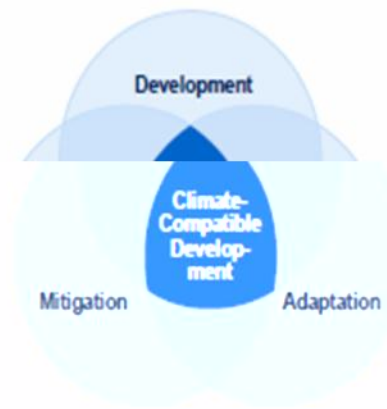 Development
Climate-
Compatible
Develop-
ment
Mitigation
Adaptation